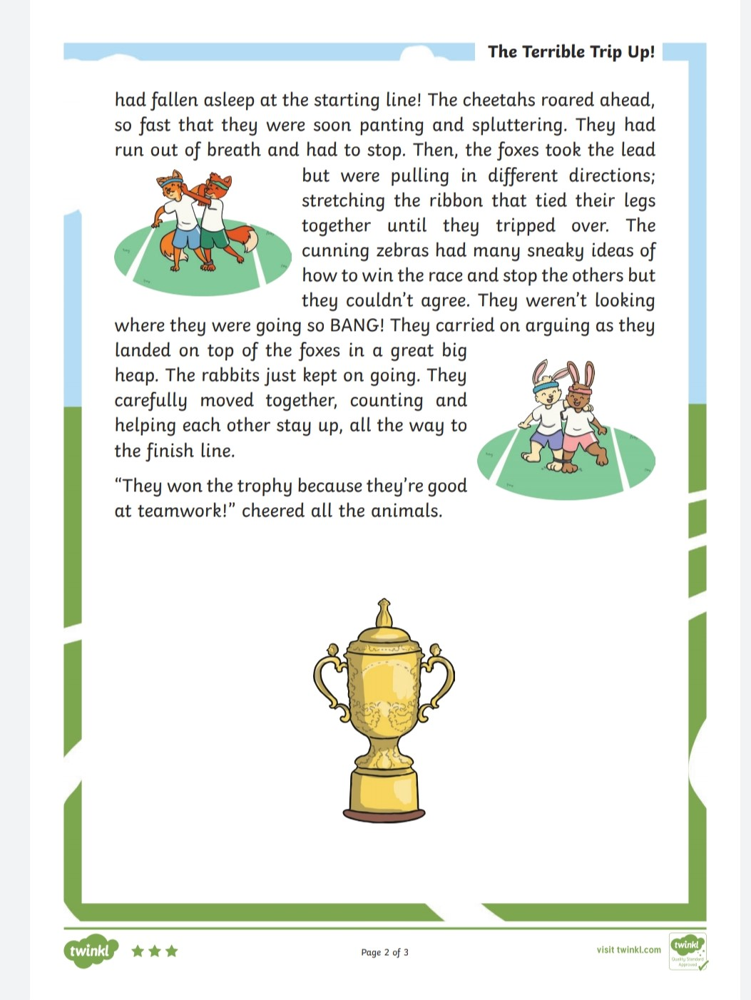 The Terrible Trip Up!
had fallen asleep at the starting line! The cheetahs roared ahead,
so fast that they were soon panting and spluttering. They had
run out of breath and had to stop. Then, the foxes took the lead
but were pulling in different directions;
stretching the ribbon that tied their legs
together until they tripped over. The
cunning zebras had many sneaky ideas of
how to win the race and stop the others but
they couldn't agree. They weren't looking
where they were going so BANG! They carried on arguing as they
landed on top of the foxes in a great big
heap. The rabbits just kept on going. They
carefully moved together, counting and
helping each other stay up, all the way to
the finish line.
“They won the trophy because they're good
at teamwork!” cheered all the animals.
twinkl
Page 2 of 3
visit twinkl.com
twinkl
Quality Standard
Approved